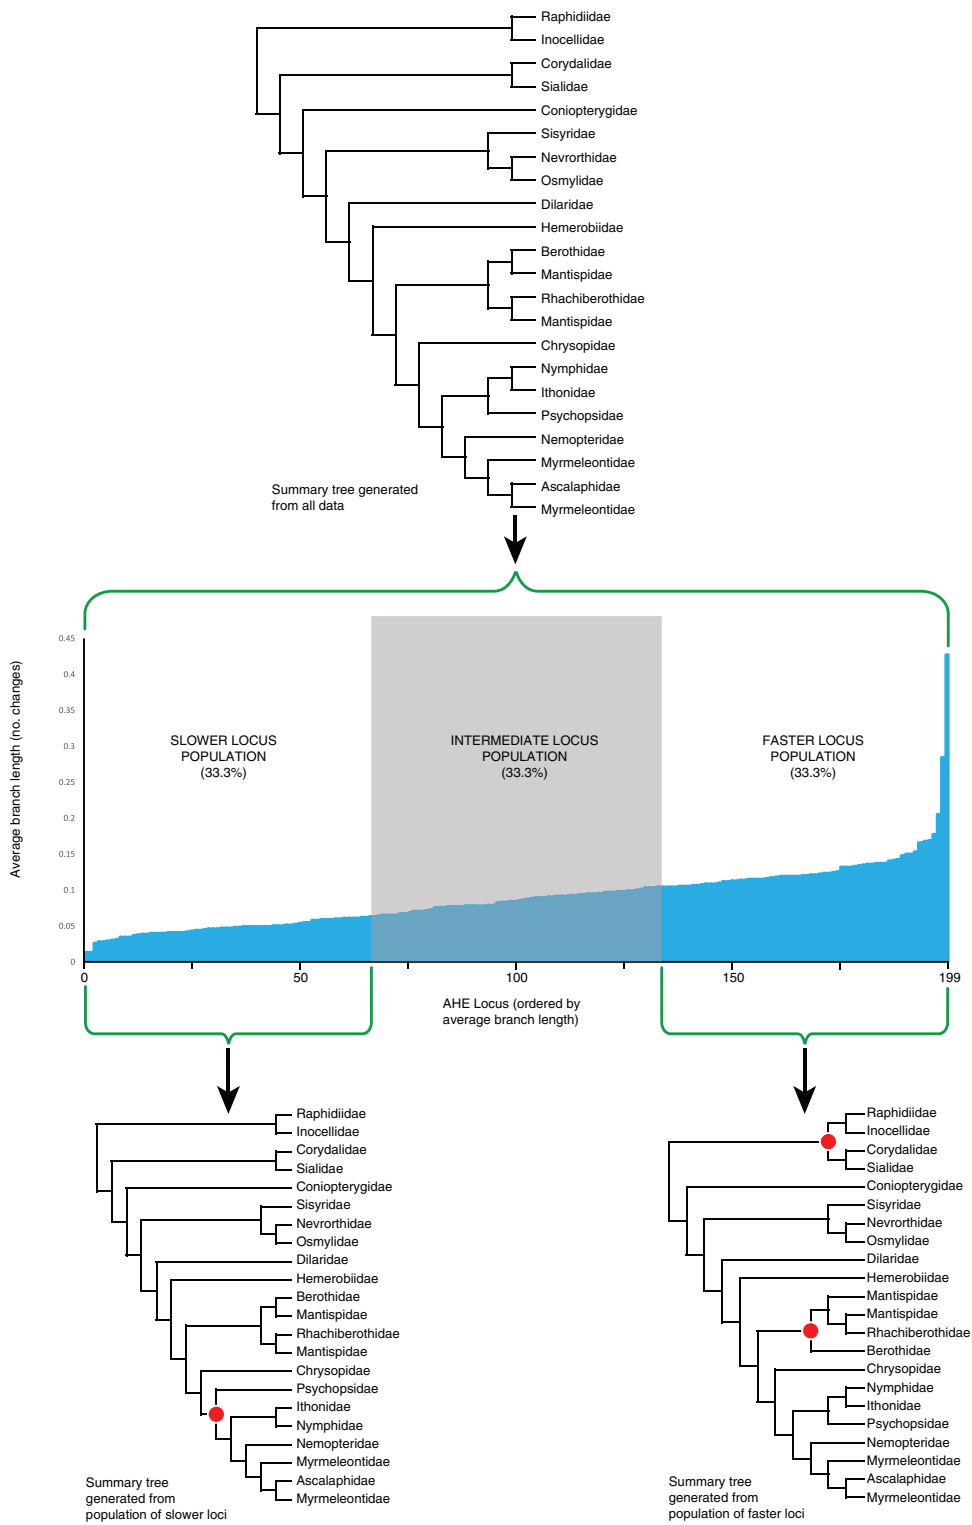 Raphidiidae
Inocellidae
Corydalidae
Sialidae
Coniopterygidae
Sisyridae
Nevrorthidae
Osmylidae
Dilaridae
Hemerobiidae
Berothidae
Mantispidae
Rhachiberothidae
Mantispidae
Chrysopidae
Nymphidae
Ithonidae
Psychopsidae
Nemopteridae
Myrmeleontidae
Ascalaphidae
Myrmeleontidae
Summary tree generated
from all data
Average branch length (no. changes)
0.45
0.4
0.35
0.3
0.25
0.2
0.15
0.1
0.05
0
SLOWER LOCUS
POPULATION
(33.3%)
INTERMEDIATE LOCUS
POPULATION
(33.3%)
FASTER LOCUS
POPULATION
(33.3%)
0
50
100
150
199
AHE Locus (ordered by
average branch length)
Raphidiidae
Inocellidae
Corydalidae
Sialidae
Coniopterygidae
Sisyridae
Nevrorthidae
Osmylidae
Dilaridae
Hemerobiidae
Berothidae
Mantispidae
Rhachiberothidae
Mantispidae
Chrysopidae
Psychopsidae
Ithonidae
Nymphidae
Nemopteridae
Myrmeleontidae
Ascalaphidae
Myrmeleontidae
Summary tree
generated from
population of slower loci
Raphidiidae
Inocellidae
Corydalidae
Sialidae
Coniopterygidae
Sisyridae
Nevrorthidae
Osmylidae
Dilaridae
Hemerobiidae
Mantispidae
Mantispidae
Rhachiberothidae
Berothidae
Chrysopidae
Nymphidae
Ithonidae
Psychopsidae
Nemopteridae
Myrmeleontidae
Ascalaphidae
Myrmeleontidae
Summary tree
generated from
population of faster loci